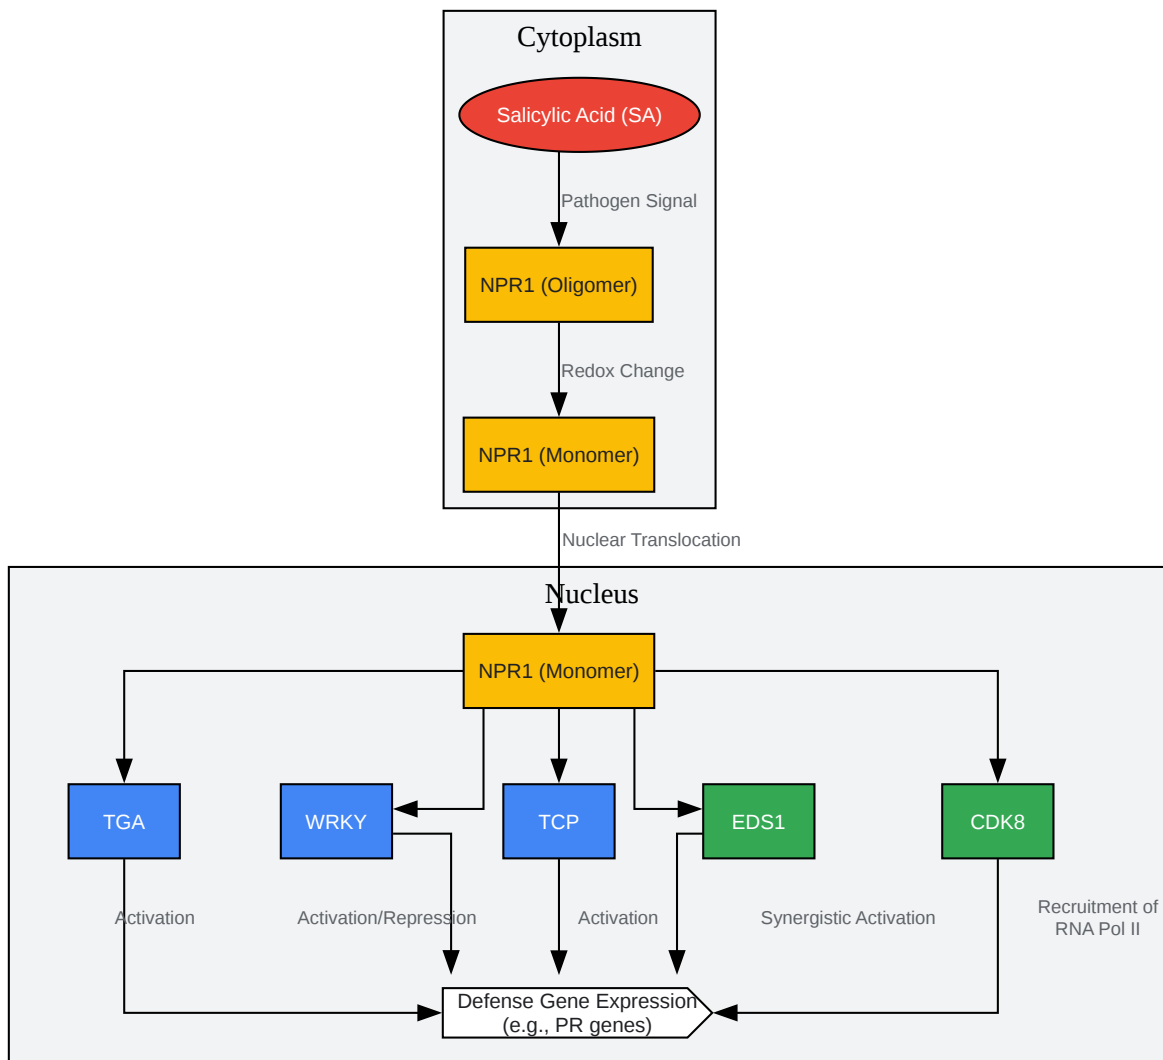 Cytoplasm
Salicylic Acid (SA)
Pathogen Signal
NPR1 (Oligomer)
Redox Change
NPR1 (Monomer)
Nuclear Translocation
Nucleus
NPR1 (Monomer)
TGA
WRKY
TCP
EDS1
CDK8
Activation
Activation/Repression
Activation
Synergistic Activation
Recruitment of
RNA Pol II
Defense Gene Expression
(e.g., PR genes)